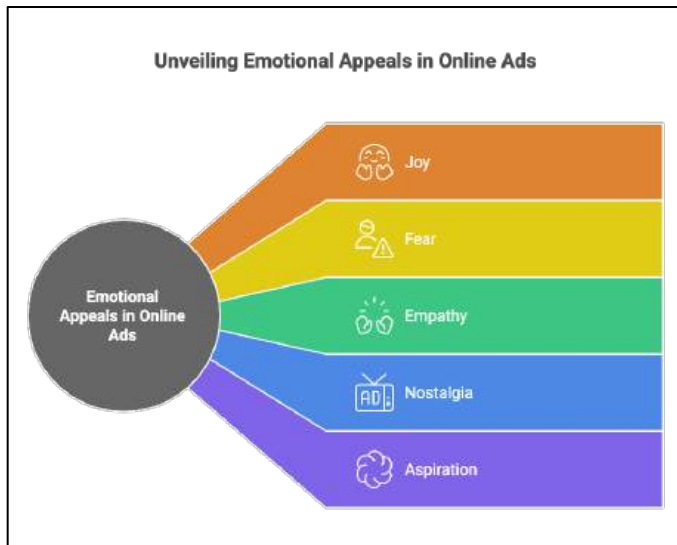 Unveiling Emotional Appeals in Online Ads
Emotional
Appeals in Online
Ads
Joy
Fear
Empathy
AD
Nostalgia
Aspiration